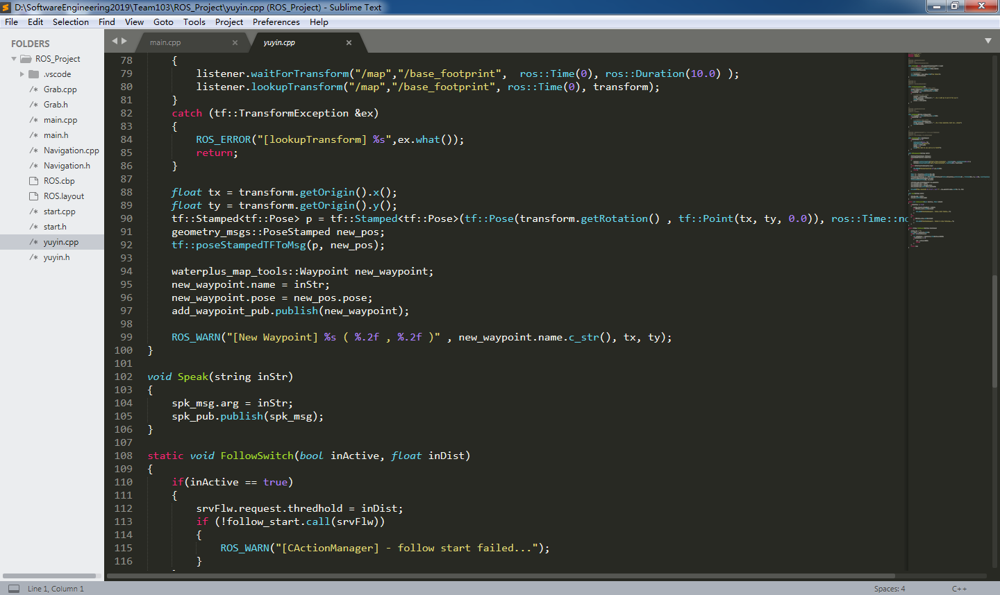 D:\SoftwareEngineering2019\Team103\ROS_Project\yuyin.cpp (ROS_Project) - Sublime Text
File Edit Selection Find View Goto Tools Project Preferences Help
FOLDERS
ROS_Project
.vscode
/* Grab.cpp
/* Grab.h
/* main.cpp
/* main.h
/* Navigation.cpp
/* Navigation.h
ROS.cbp
ROS.layout
/* start.cpp
/* start.h
/* yuyin.cpp
/* yuyin.h
main.cpp × yuyin.cpp ×
78 {
79 listener.waitForTransform("/map","/base_footprint", ros::Time(0), ros::Duration(10.0) );
80 listener.lookupTransform("/map","/base_footprint", ros::Time(0), transform);
81 }
82 catch (tf::TransformException &ex)
83 {
84 ROS_ERROR("[lookupTransform] %s",ex.what());
85 return;
86 }
87
88 float tx = transform.getOrigin().x();
89 float ty = transform.getOrigin().y();
90 tf::Stamped<tf::Pose> p = tf::Stamped<tf::Pose>(tf::Pose(transform.getRotation() , tf::Point(tx, ty, 0.0)), ros::Time::no
91 geometry_msgs::PoseStamped new_pos;
92 tf::poseStampedTFToMsg(p, new_pos);
93
94 waterplus_map_tools::Waypoint new_waypoint;
95 new_waypoint.name = inStr;
96 new_waypoint.pose = new_pos.pose;
97 add_waypoint_pub.publish(new_waypoint);
98
99 ROS_WARN("[New Waypoint] %s ( %.2f , %.2f )" , new_waypoint.name.c_str(), tx, ty);
100 }
101
102 void Speak(string inStr)
103 {
104 spk_msg.arg = inStr;
105 spk_pub.publish(spk_msg);
106 }
107
108 static void FollowSwitch(bool inActive, float inDist)
109 {
110 if(inActive == true)
111 {
112 srvFlw.request.thredhold = inDist;
113 if (!follow_start.call(srvFlw))
114 {
115 ROS_WARN("[CActionManager] - follow start failed...");
116 }
Line 1, Column 1 Spaces: 4 C++